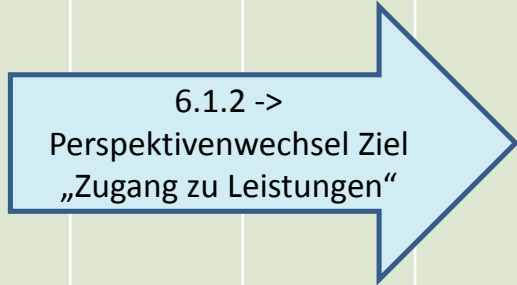 6.1.2 ->
Perspektivenwechsel Ziel
„Zugang zu Leistungen“